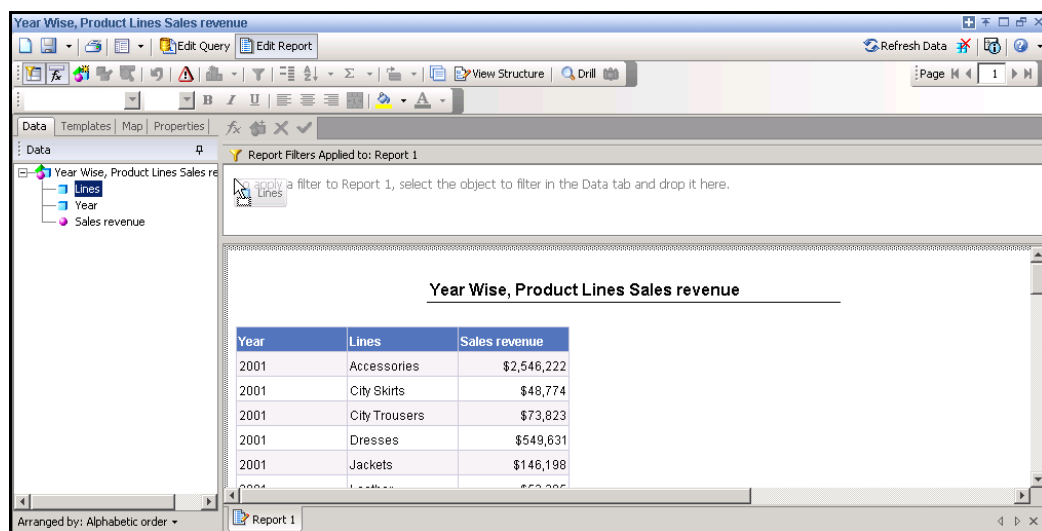 Year Wise, Product Lines Sales revenue
Edit Query Edit Report Refresh Data
Σ View Structure Drill Page 1
B I U A
Data Templates Map Properties fx
Data
Report Filters Applied to: Report 1
Year Wise, Product Lines Sales re
Lines
Year
Sales revenue
apply a filter to Report 1, select the object to filter in the Data tab and drop it here.
Lines
Year Wise, Product Lines Sales revenue
Year Lines Sales revenue
2001 Accessories $2,546,222
2001 City Skirts $48,774
2001 City Trousers $73,823
2001 Dresses $549,631
2001 Jackets $146,198
Arranged by: Alphabetic order
Report 1